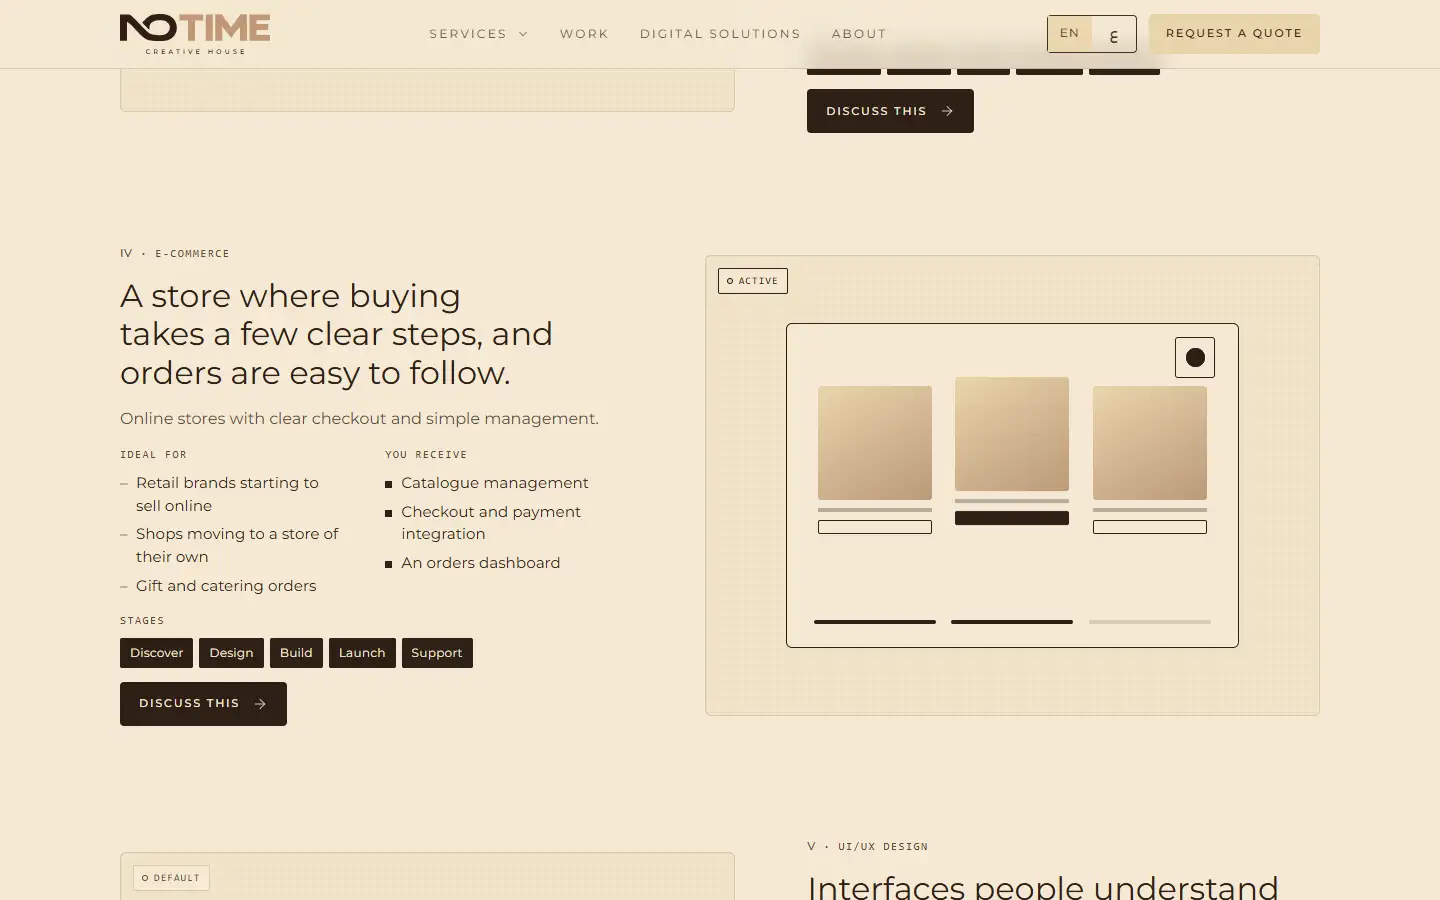 NOTIME
CREATIVE HOUSE
SERVICES
WORK
DIGITAL SOLUTIONS
ABOUT
EN
ع
REQUEST A QUOTE
DISCUSS THIS
IV · E-COMMERCE
A store where buying
takes a few clear steps, and
orders are easy to follow.
Online stores with clear checkout and simple management.
IDEAL FOR
– Retail brands starting to
sell online
– Shops moving to a store of
their own
– Gift and catering orders
YOU RECEIVE
Catalogue management
Checkout and payment
integration
An orders dashboard
STAGES
Discover
Design
Build
Launch
Support
DISCUSS THIS
ACTIVE
DEFAULT
V · UI/UX DESIGN
Interfaces people understand